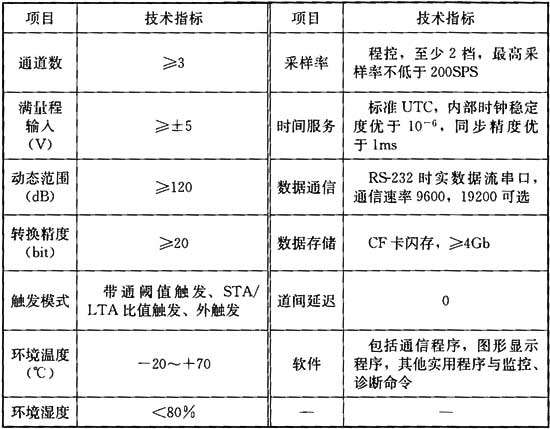 项目 技术指标 项目 技术指标
通道数 ≥3 采样率 程控，至少2档，最高采
样率不低于200SPS
满量程
输入
(V)
≥±5 时间服务 标准UTC，内部时钟稳定
度优于10⁻⁶，同步精度优
于1ms
动态范围
(dB)
≥120 数据通信 RS-232时实数据流串口，
通信速率9600，19200可选
转换精度
(bit)
≥20 数据存储 CF卡闪存，≥4Gb
触发模式 带通阈值触发、STA/
LTA比值触发、外触发
道间延迟 0
环境温度
(℃)
－20～＋70 软件 包括通信程序，图形显示
程序，其他实用程序与监控、
诊断命令
环境湿度 <80% — —